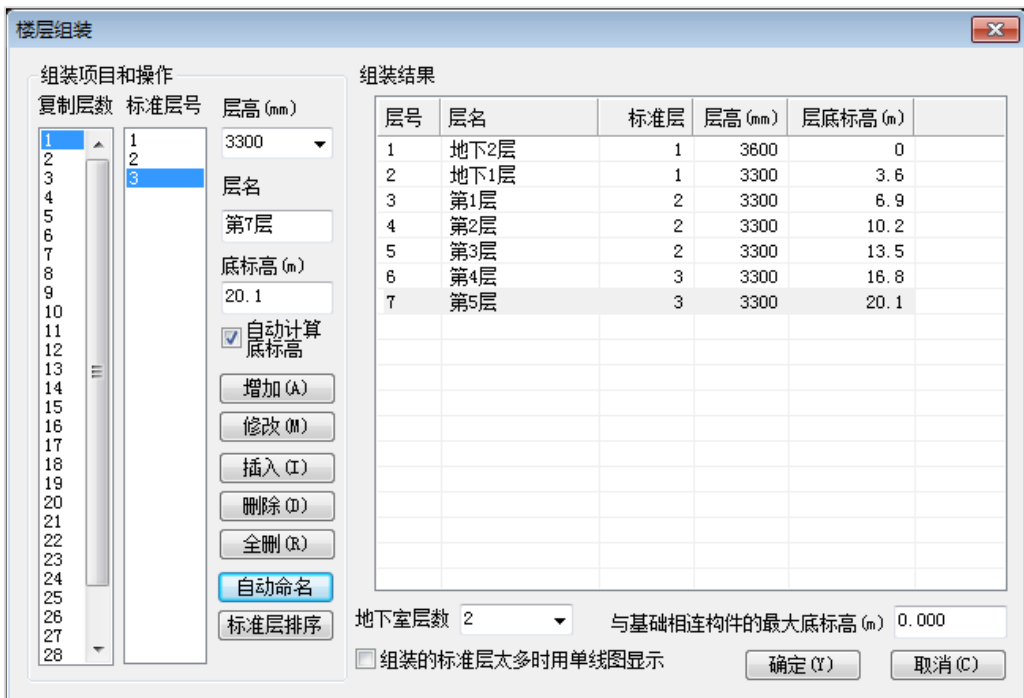 楼层组装
组装项目和操作
复制层数 标准层号 层高(mm)
1
2
3
4
5
6
7
8
9
10
11
12
13
14
15
16
17
18
19
20
21
22
23
24
25
26
27
28
1
2
3
3300
层名
第7层
底标高(m)
20.1
自动计算
底标高
增加(A)
修改(M)
插入(I)
删除(D)
全删(R)
自动命名
标准层排序
组装结果
层号 层名 标准层 层高(mm) 层底标高(m)
1 地下2层 1 3600 0
2 地下1层 1 3300 3.6
3 第1层 2 3300 6.9
4 第2层 2 3300 10.2
5 第3层 2 3300 13.5
6 第4层 3 3300 16.8
7 第5层 3 3300 20.1
地下室层数 2 与基础相连构件的最大底标高(m) 0.000
组装的标准层太多时用单线图显示
确定(Y) 取消(C)